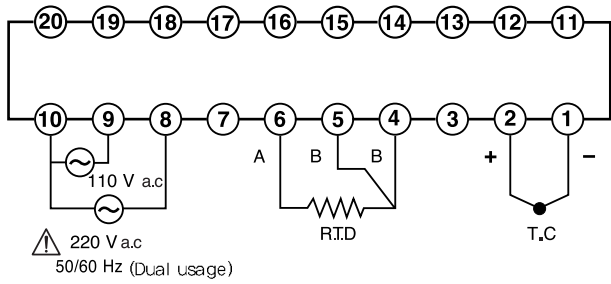 20 19 18 17 16 15 14 13 12 11
10 9 8 7 6 5 4 3 2 1
A B B + −
110 V a.c
R.T.D T.C
220 V a.c
50/60 Hz (Dual usage)